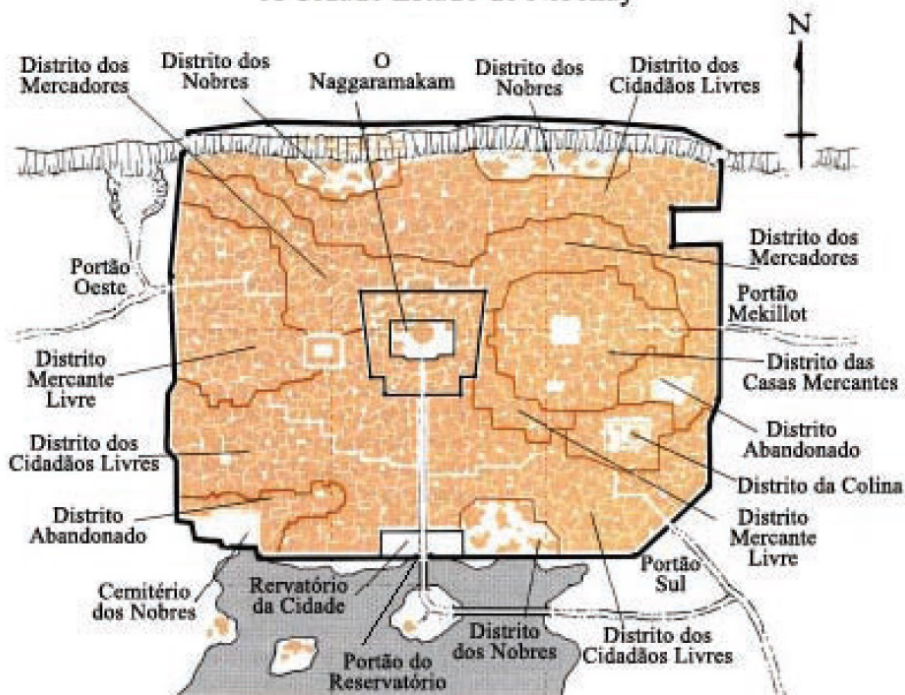 N
Distrito dos
Mercadores
Distrito dos
Nobres
O
Naggaramakam
Distrito dos
Nobres
Distrito dos
Cidadãos Livres
Portão
Oeste
Distrito dos
Mercadores
Portão
Mekillot
Distrito
Mercante
Livre
Distrito das
Casas Mercantes
Distrito dos
Cidadãos Livres
Distrito
Abandonado
Distrito da Colina
Distrito
Abandonado
Distrito
Mercante
Livre
Cemitério
dos Nobres
Rervatório
da Cidade
Portão
Sul
Portão do
Reservatório
Distrito
dos Nobres
Distrito dos
Cidadãos Livres